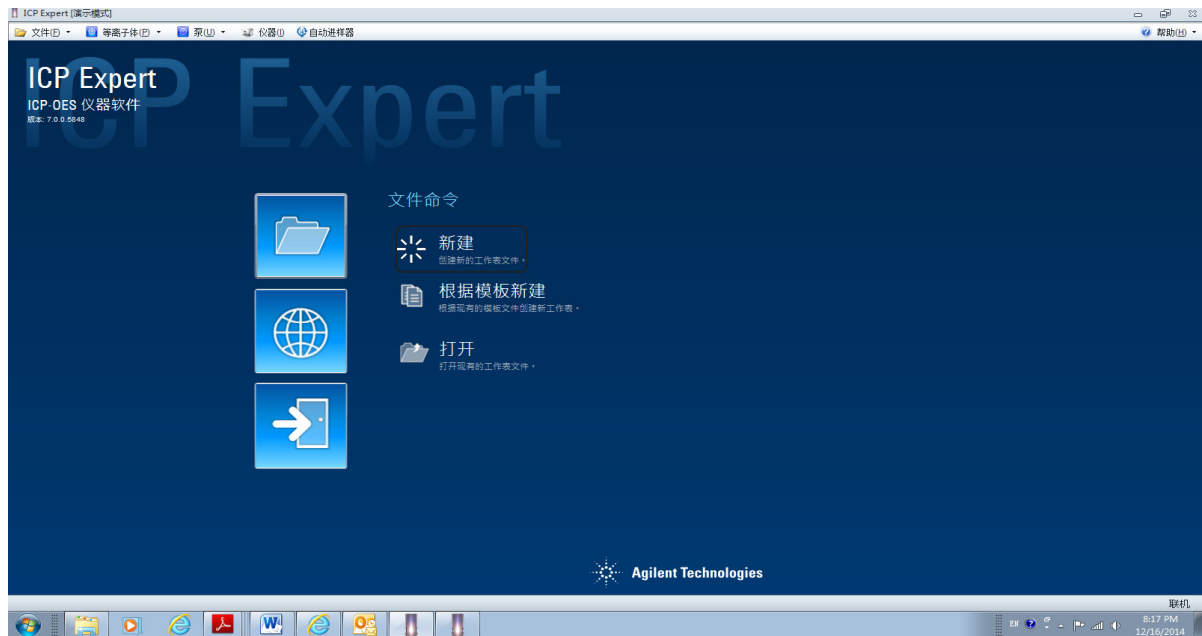 ICP Expert [演示模式]
文件(F) 等离子体(P) 泵(U) 仪器(I) 自动进样器 帮助(H)
ICP Expert
ICP Expert
ICP-OES 仪器软件
版本: 7.0.0.5848
文件命令
新建
创建新的工作表文件。
根据模板新建
根据现有的模板文件创建新工作表。
打开
打开现有的工作表文件。
Agilent Technologies
联机
EN 8:17 PM
12/16/2014